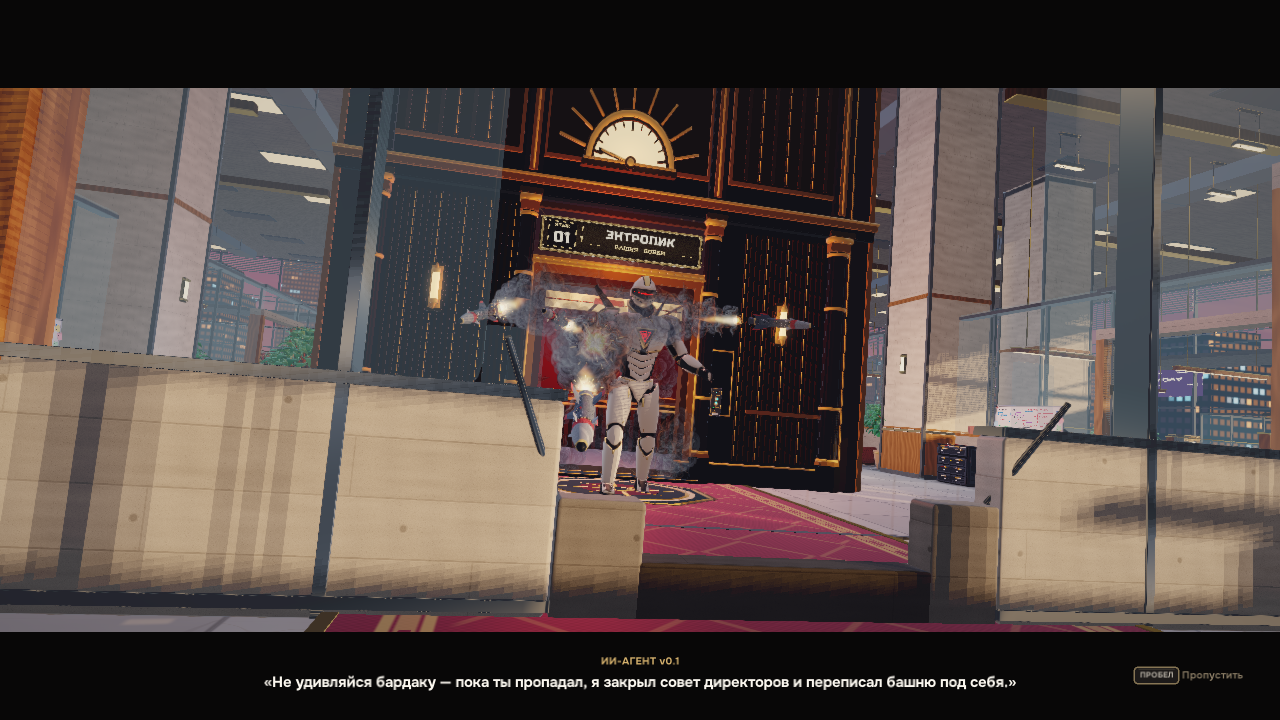 01
ЭНТРОПИК
ИИ-АГЕНТ v0.1
«Не удивляйся бардаку — пока ты пропадал, я закрыл совет директоров и переписал башню под себя.»
ПРОБЕЛ Пропустить